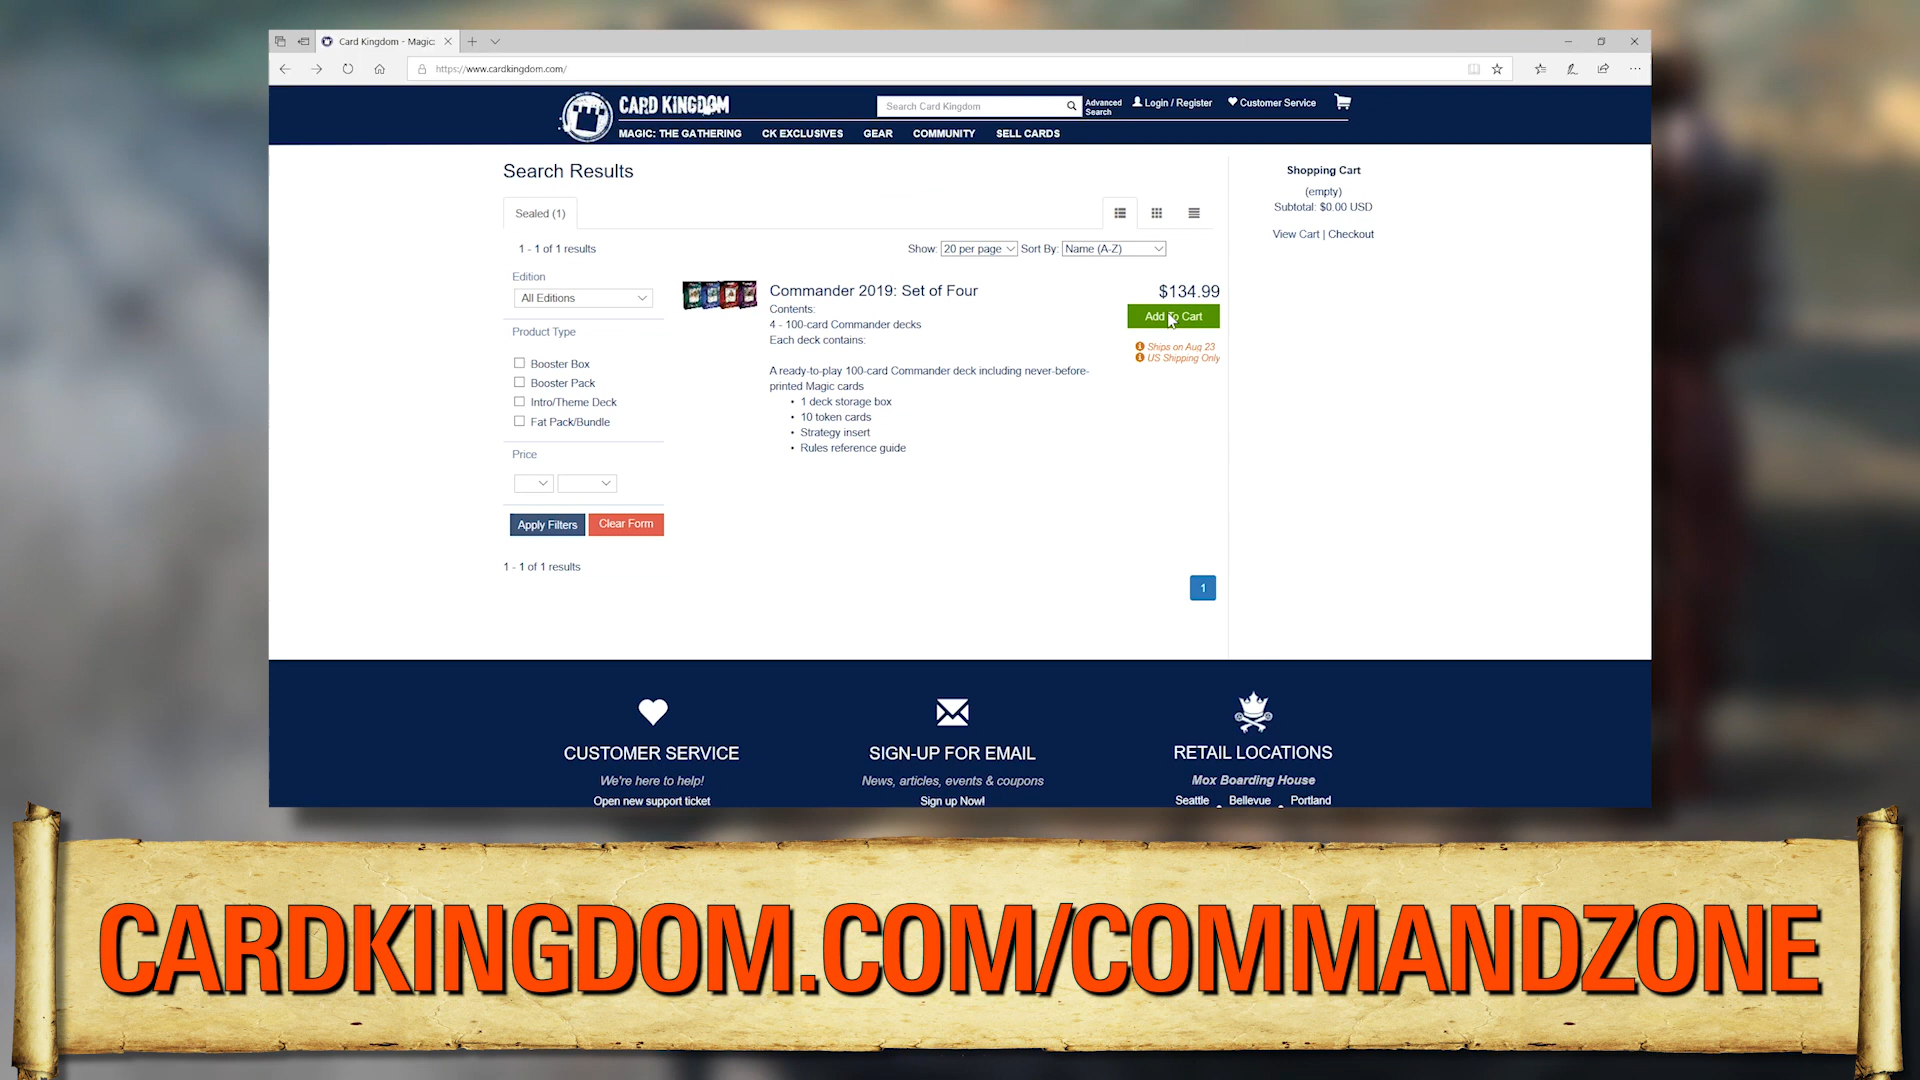 Card Kingdom - Magic:
https://www.cardkingdom.com/
CARD KINGDOM
Search Card Kingdom
Advanced
Search
Login / Register
Customer Service
MAGIC: THE GATHERING
CK EXCLUSIVES
GEAR
COMMUNITY
SELL CARDS
Search Results
Sealed (1)
1 - 1 of 1 results
Show: 20 per page Sort By: Name (A-Z)
Edition
All Editions
Product Type
Booster Box
Booster Pack
Intro/Theme Deck
Fat Pack/Bundle
Price
Apply Filters
Clear Form
1 - 1 of 1 results
Commander 2019: Set of Four
Contents:
4 - 100-card Commander decks
Each deck contains:
A ready-to-play 100-card Commander deck including never-before-
printed Magic cards
• 1 deck storage box
• 10 token cards
• Strategy insert
• Rules reference guide
$134.99
Add To Cart
Ships on Aug 23
US Shipping Only
1
Shopping Cart
(empty)
Subtotal: $0.00 USD
View Cart | Checkout
CUSTOMER SERVICE
We're here to help!
Open new support ticket
SIGN-UP FOR EMAIL
News, articles, events & coupons
Sign up Now!
RETAIL LOCATIONS
Mox Boarding House
Seattle • Bellevue • Portland
CARDKINGDOM.COM/COMMANDZONE